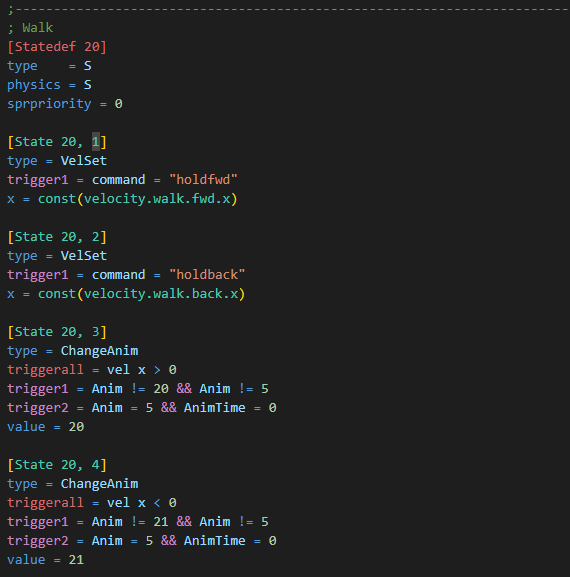 ;-----------------------------------------------------------------------
; Walk
[Statedef 20]
type    = S
physics = S
sprpriority = 0

[State 20, 1]
type = VelSet
trigger1 = command = "holdfwd"
x = const(velocity.walk.fwd.x)

[State 20, 2]
type = VelSet
trigger1 = command = "holdback"
x = const(velocity.walk.back.x)

[State 20, 3]
type = ChangeAnim
triggerall = vel x > 0
trigger1 = Anim != 20 && Anim != 5
trigger2 = Anim = 5 && AnimTime = 0
value = 20

[State 20, 4]
type = ChangeAnim
triggerall = vel x < 0
trigger1 = Anim != 21 && Anim != 5
trigger2 = Anim = 5 && AnimTime = 0
value = 21